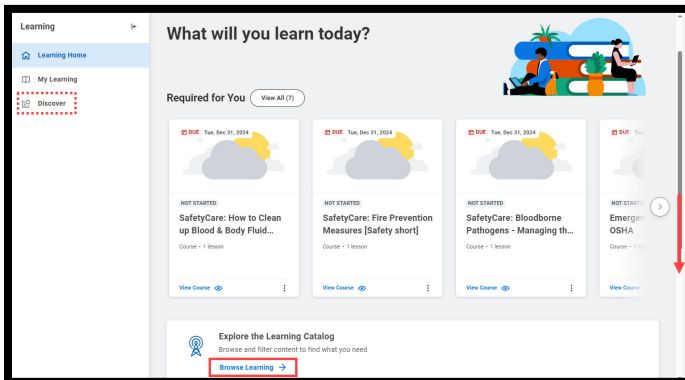 Learning
Learning Home
My Learning
Discover
What will you learn today?
Required for You View All (7)
DUE Tue, Dec 31, 2024
NOT STARTED
SafetyCare: How to Clean
up Blood & Body Fluid...
Course • 1 lesson
View Course
DUE Tue, Dec 31, 2024
NOT STARTED
SafetyCare: Fire Prevention
Measures [Safety short]
Course • 1 lesson
View Course
DUE Tue, Dec 31, 2024
NOT STARTED
SafetyCare: Bloodborne
Pathogens - Managing th...
Course • 1 lesson
View Course
DUE Tue
NOT START
Emergen
OSHA
Course • 1
View Course
Explore the Learning Catalog
Browse and filter content to find what you need
Browse Learning